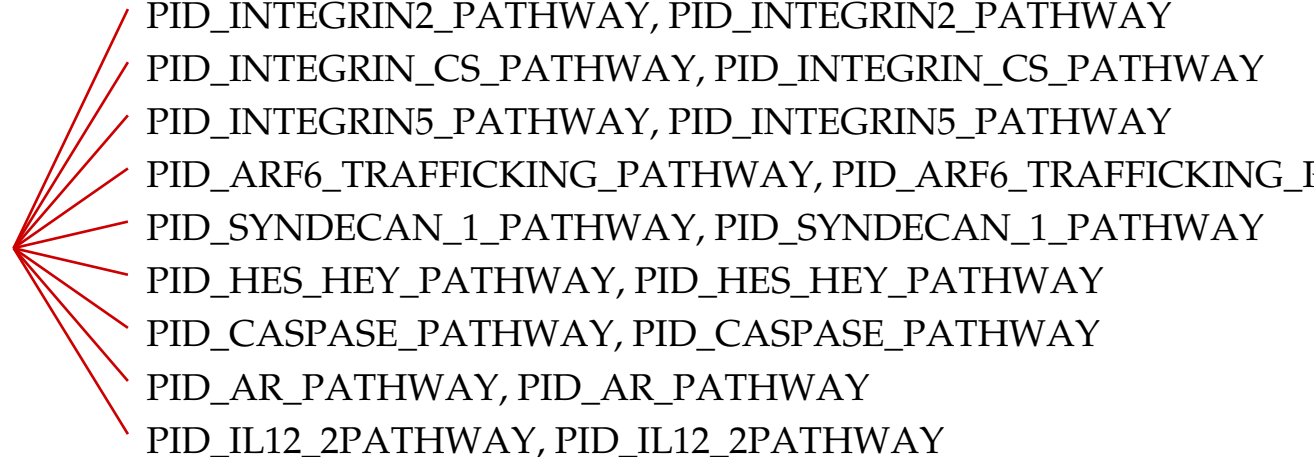 PID_INTEGRIN2_PATHWAY, PID_INTEGRIN2_PATHWAY
PID_INTEGRIN_CS_PATHWAY, PID_INTEGRIN_CS_PATHWAY
PID_INTEGRIN5_PATHWAY, PID_INTEGRIN5_PATHWAY
PID_ARF6_TRAFFICKING_PATHWAY, PID_ARF6_TRAFFICKING_
PID_SYNDECAN_1_PATHWAY, PID_SYNDECAN_1_PATHWAY
PID_HES_HEY_PATHWAY, PID_HES_HEY_PATHWAY
PID_CASPASE_PATHWAY, PID_CASPASE_PATHWAY
PID_AR_PATHWAY, PID_AR_PATHWAY
PID_IL12_2PATHWAY, PID_IL12_2PATHWAY